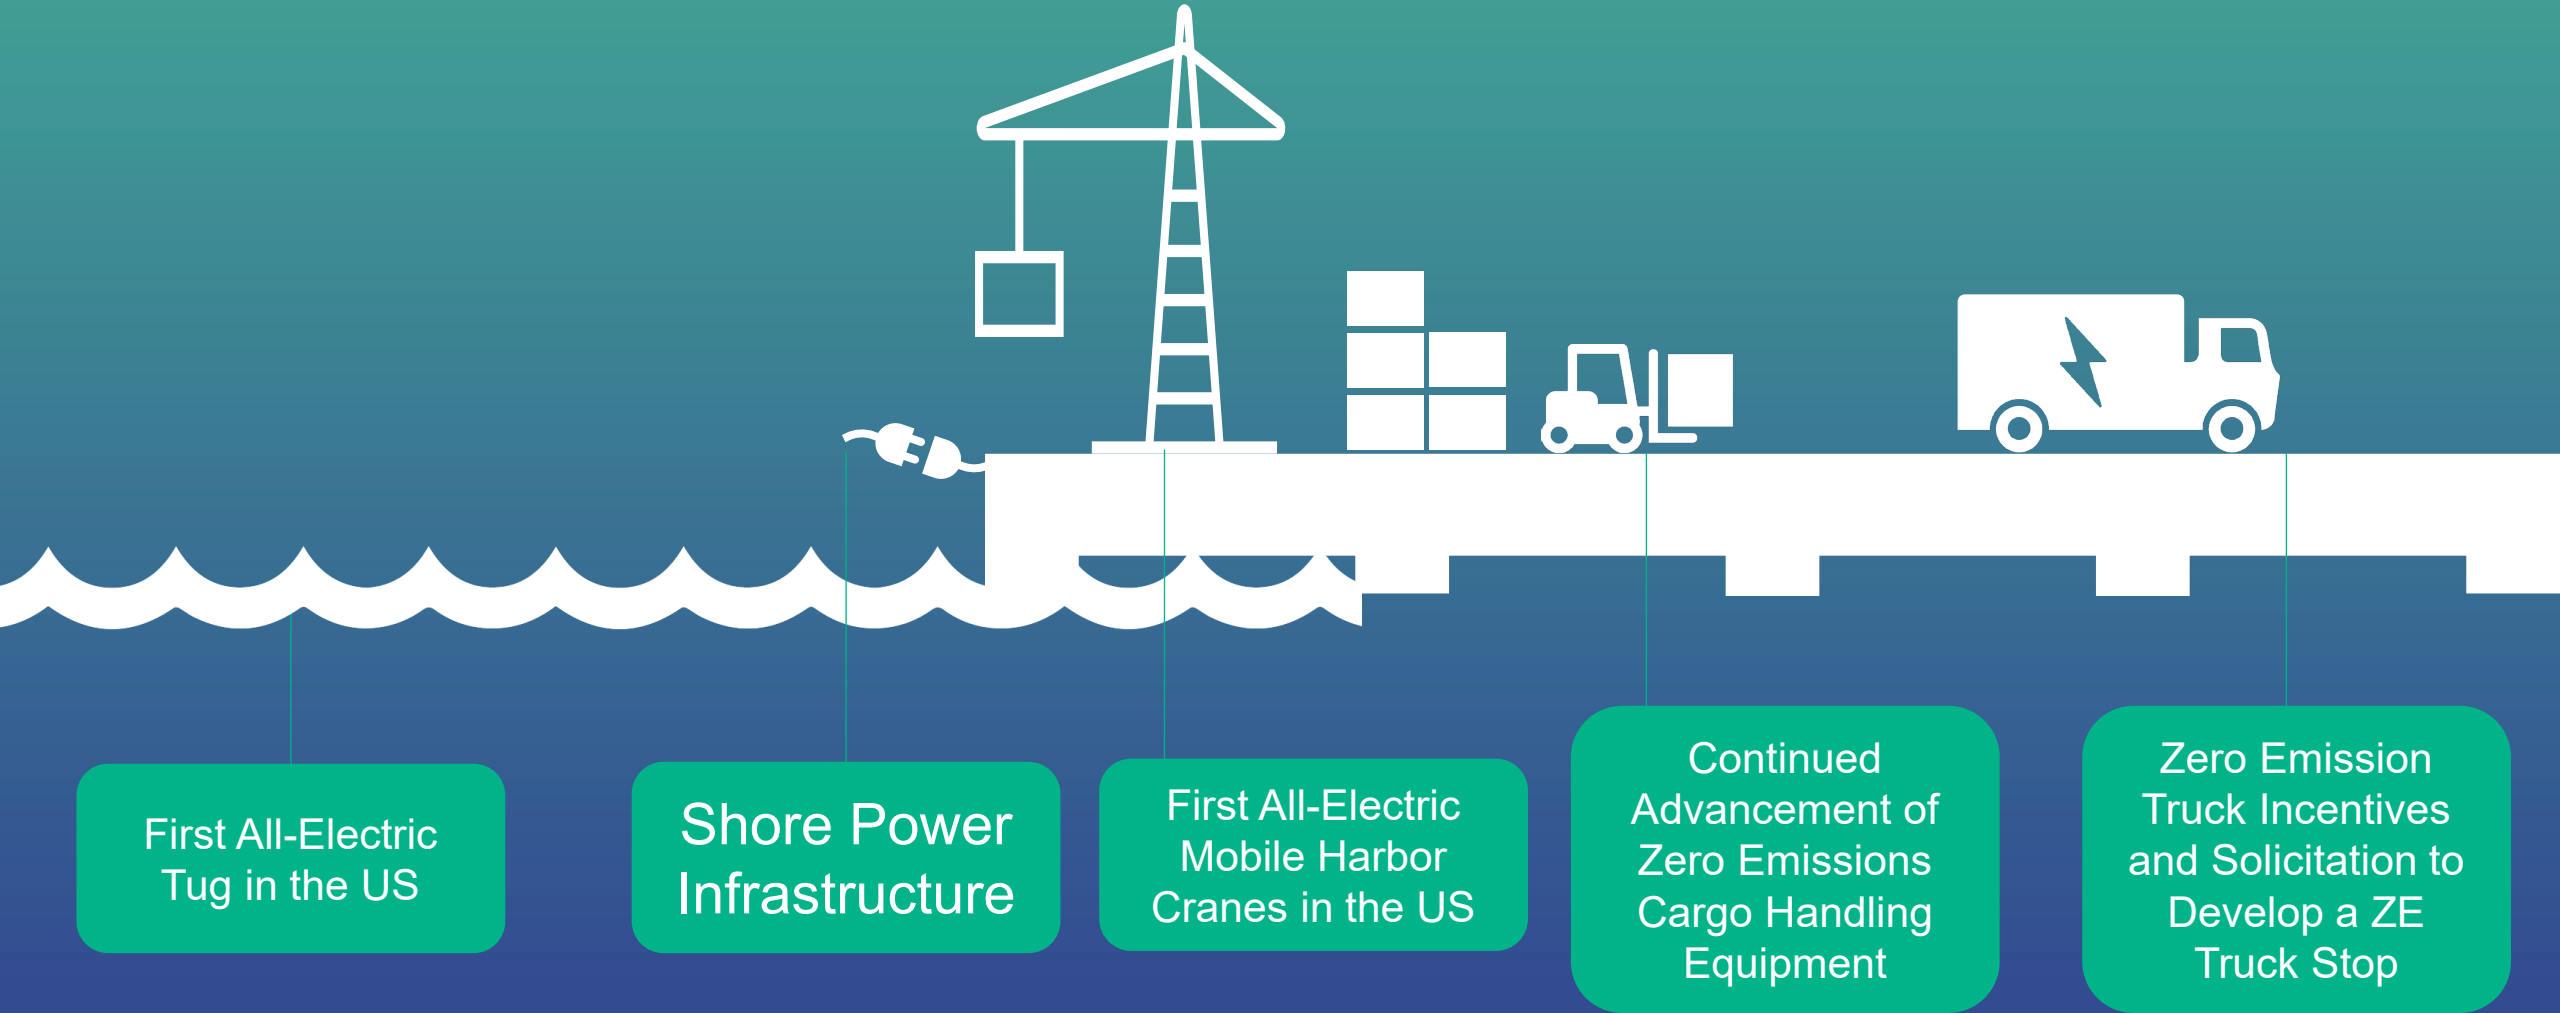 First All-Electric
Tug in the US
Shore Power
Infrastructure
First All-Electric
Mobile Harbor
Cranes in the US
Continued
Advancement of
Zero Emissions
Cargo Handling
Equipment
Zero Emission
Truck Incentives
and Solicitation to
Develop a ZE
Truck Stop